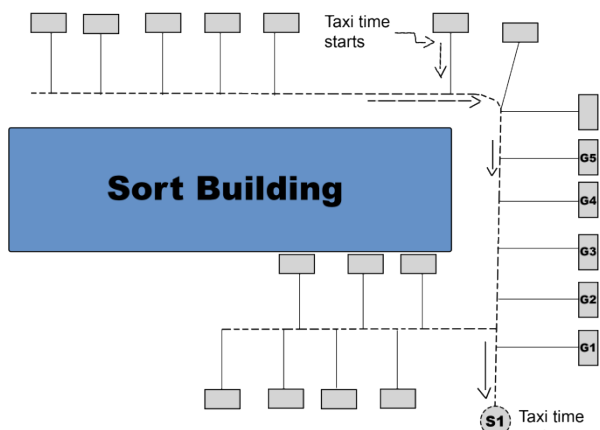 Taxi time
starts
Sort Building
G5
G4
G3
G2
G1
S1
Taxi time